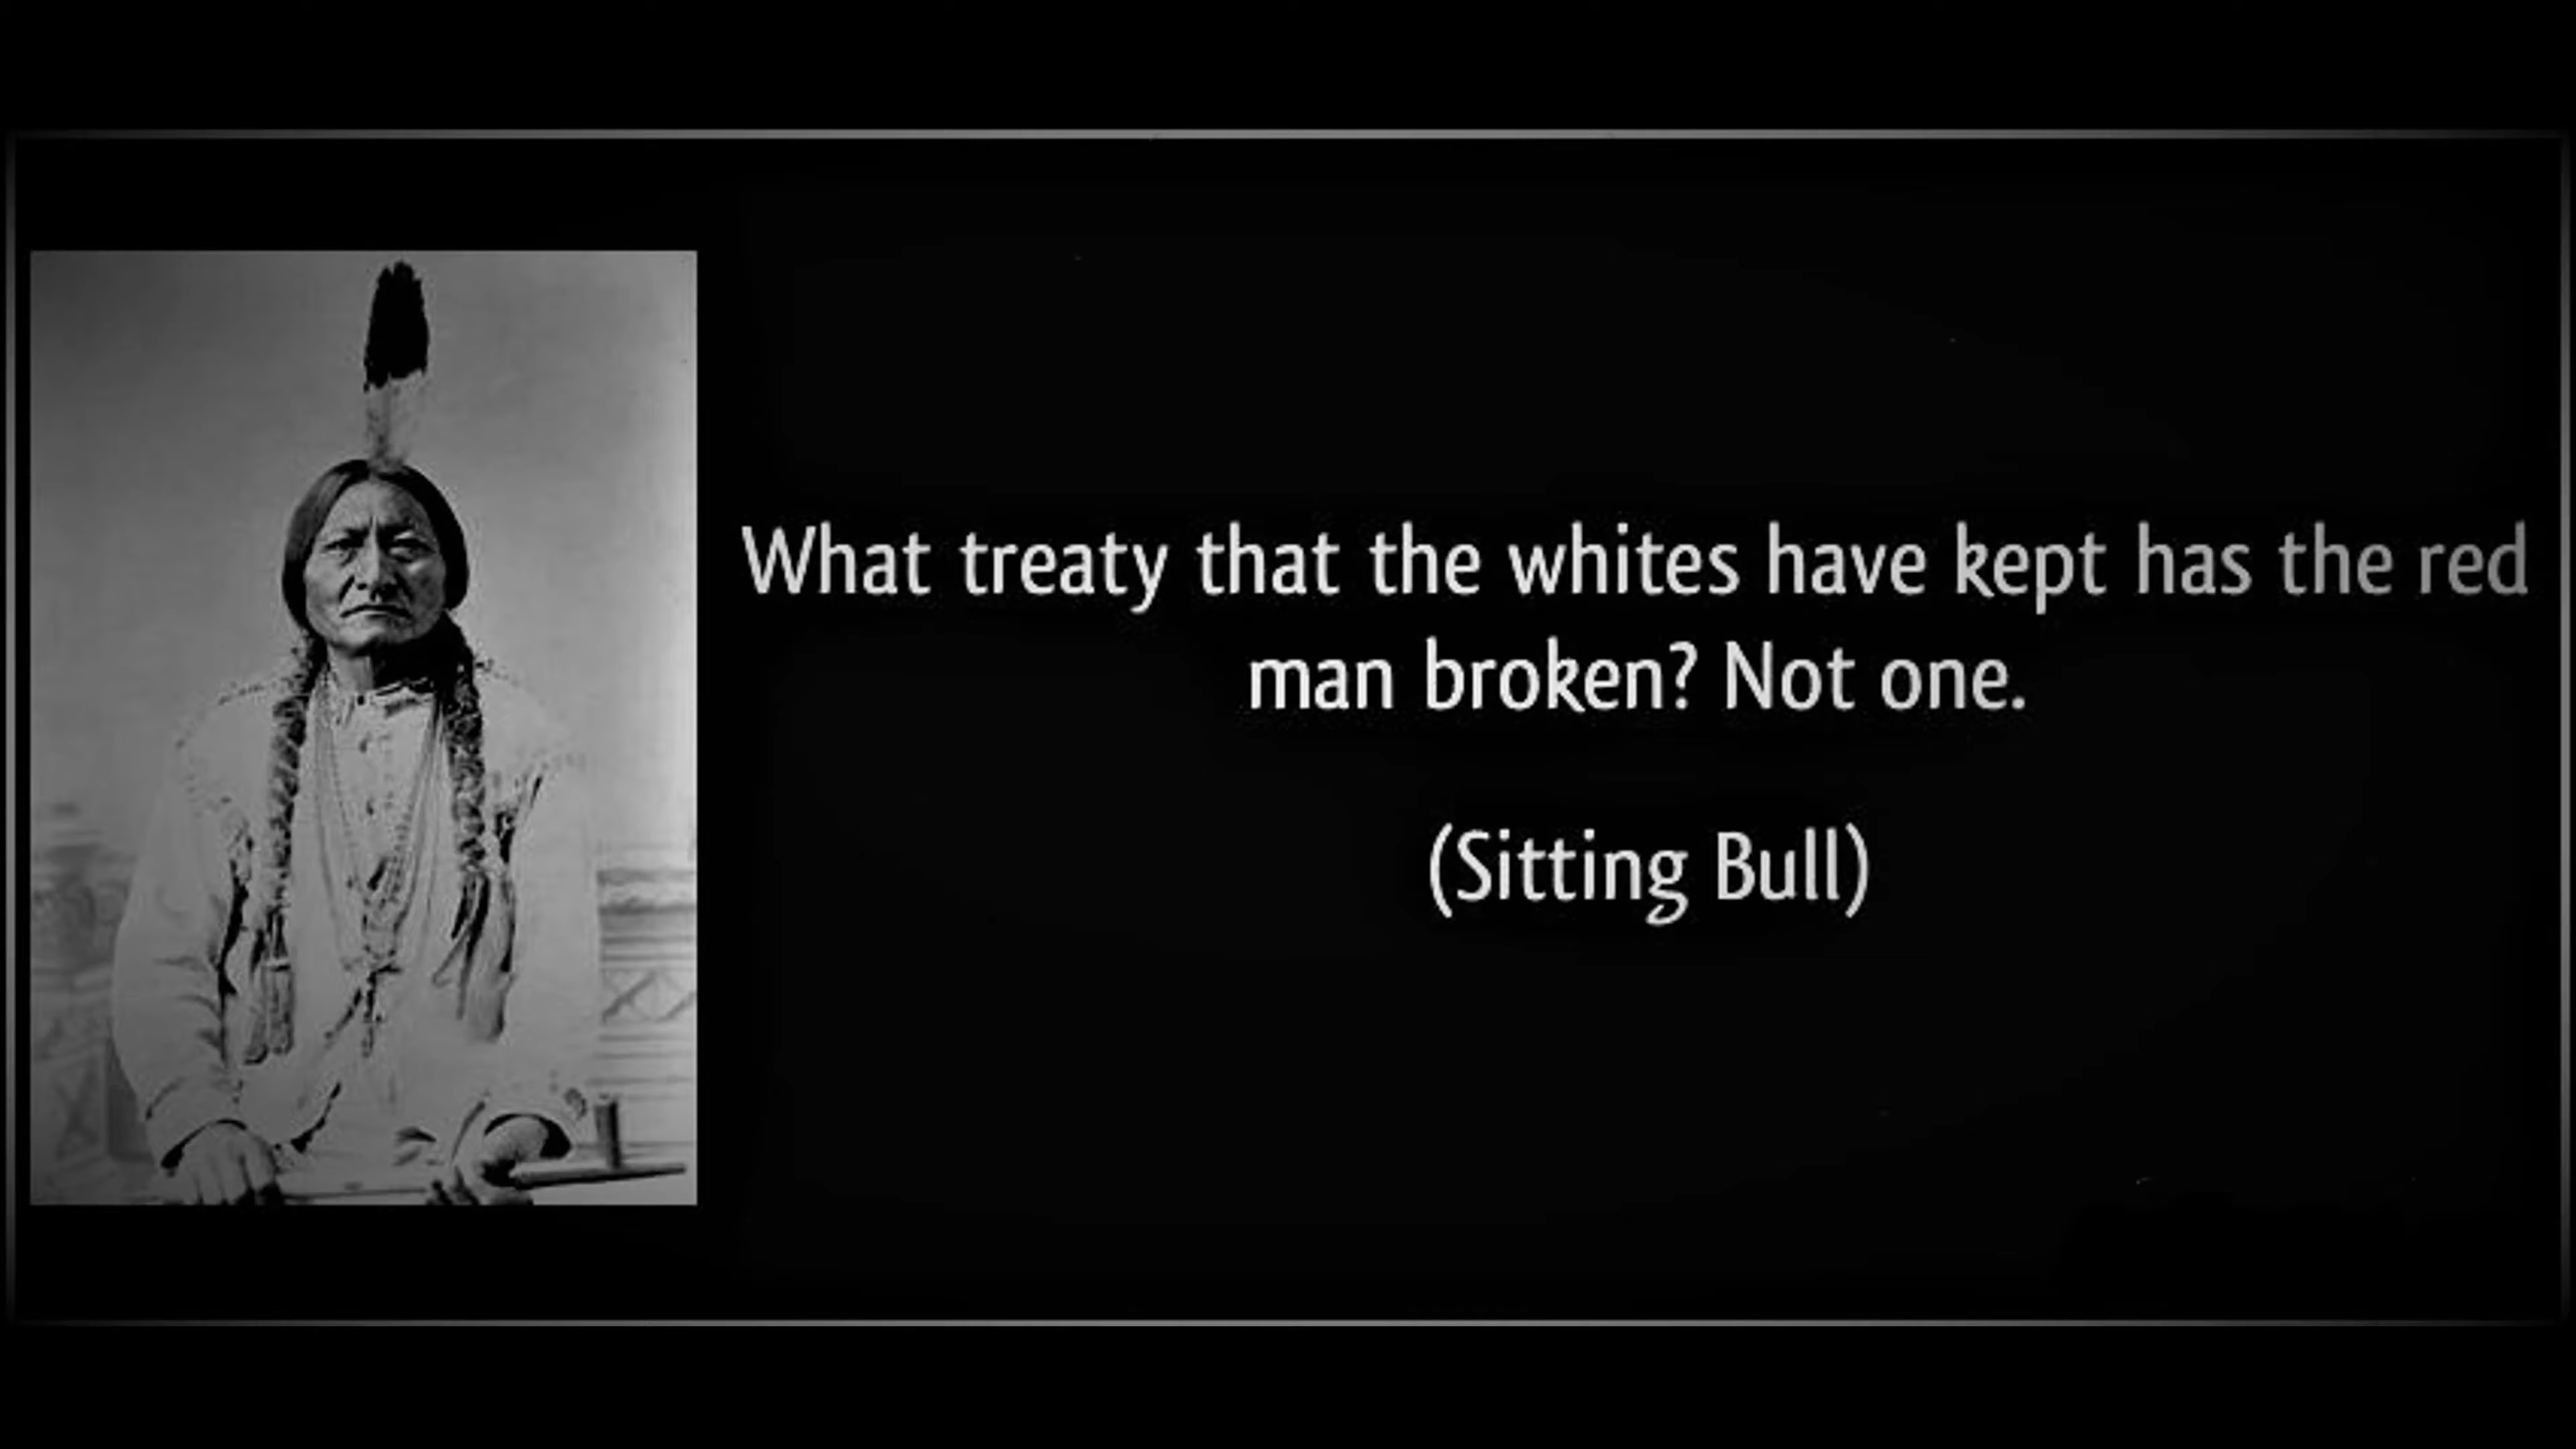 What treaty that the whites have kept has the red
man broken? Not one.
(Sitting Bull)